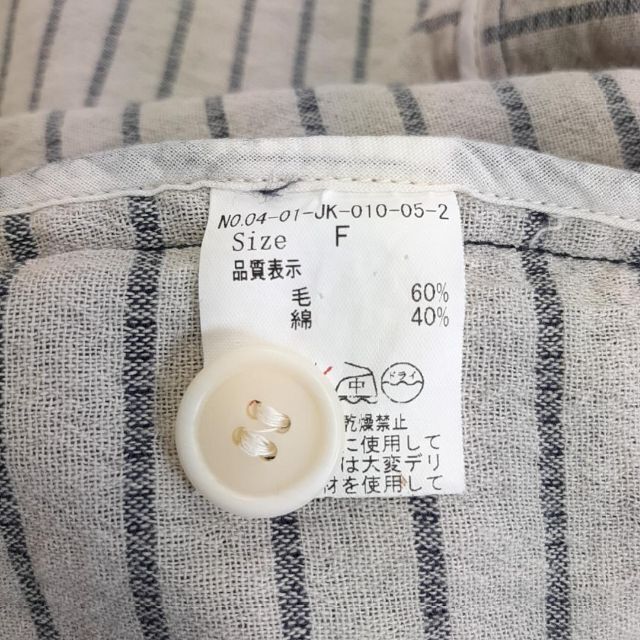 NO.04-01-JK-010-05-2
Size F
品質表示
毛 60%
綿 40%
中 ドライ
乾燥禁止
に使用して
は大変デリ
材を使用して